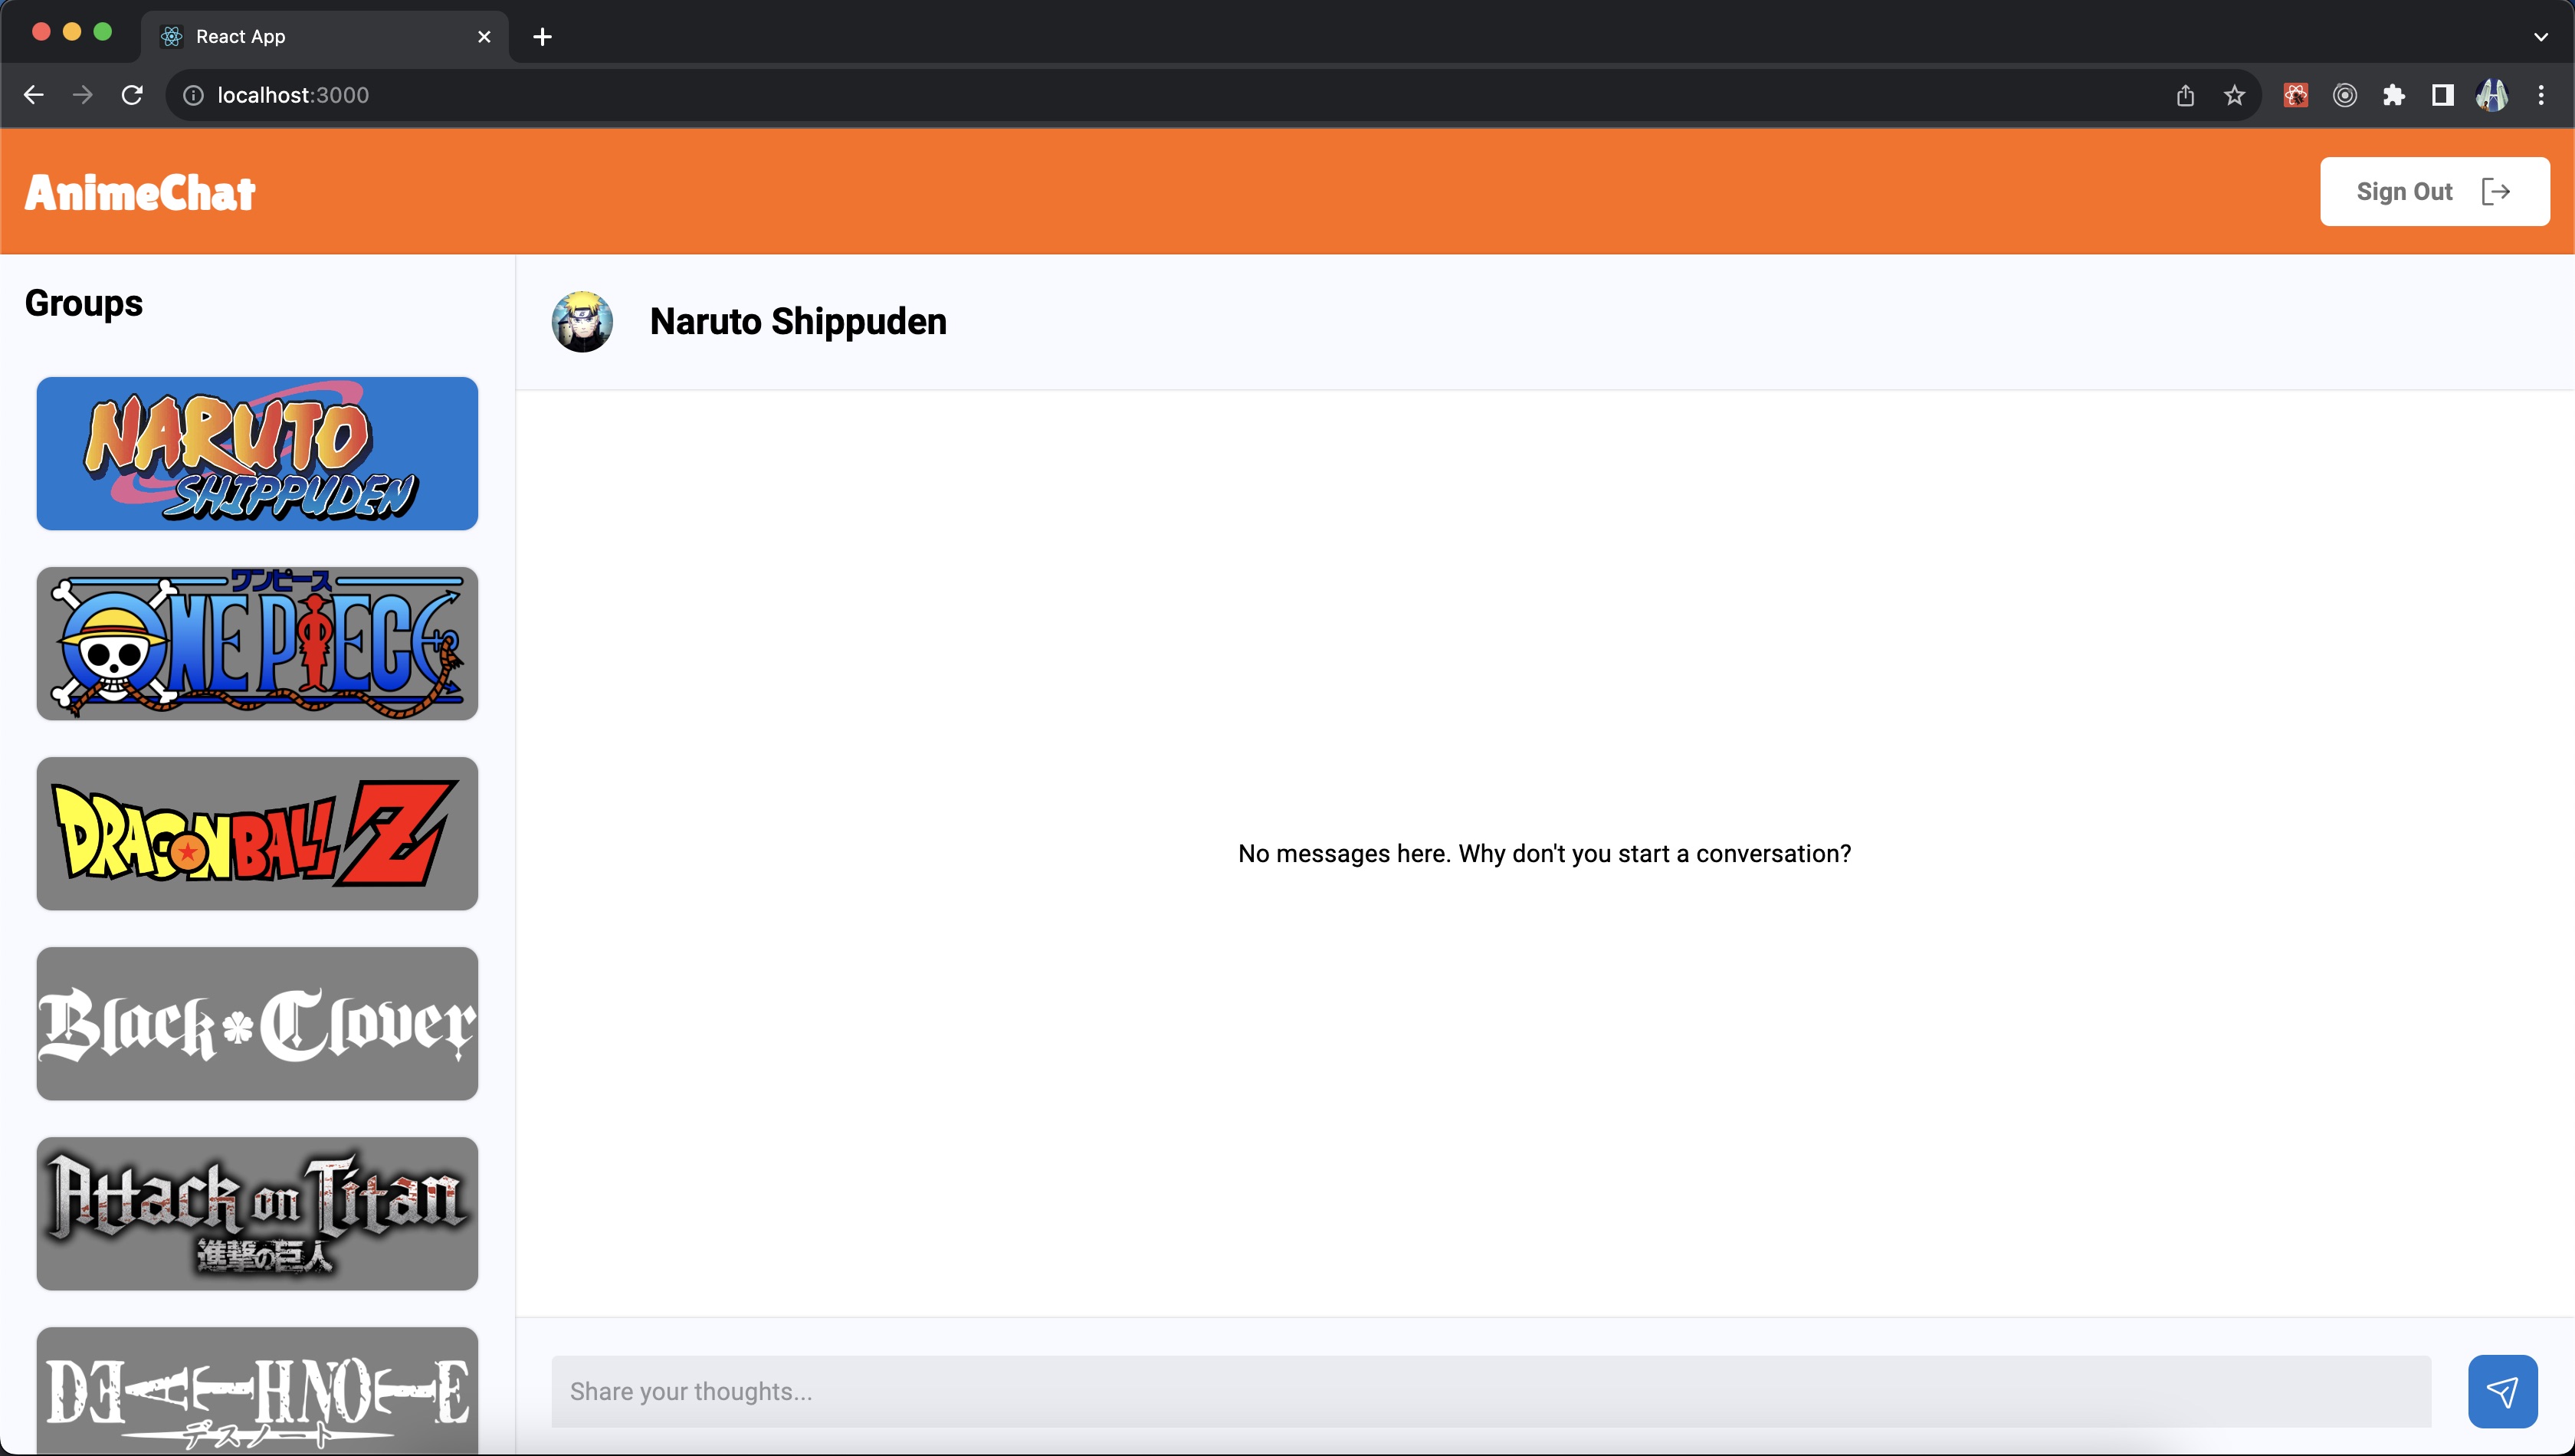 React App
localhost:3000
AnimeChat
Sign Out
Groups
Naruto Shippuden
NARUTO
SHIPPUDEN
ワンピース
ONE PIECE
DRAGONBALL Z
Black Clover
Attack on Titan
進撃の巨人
DEATH NOTE
デスノート
No messages here. Why don't you start a conversation?
Share your thoughts...